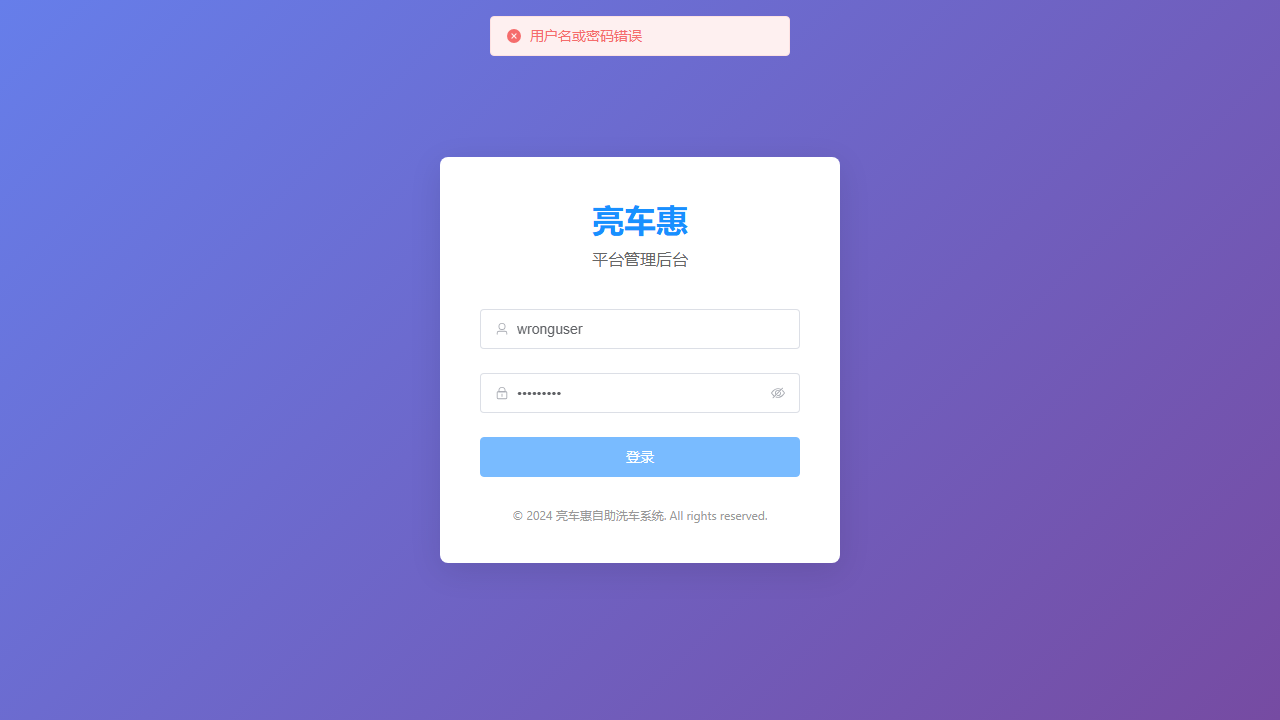 用户名或密码错误
亮车惠
平台管理后台
wronguser
•••••••••
登录
© 2024 亮车惠自助洗车系统. All rights reserved.